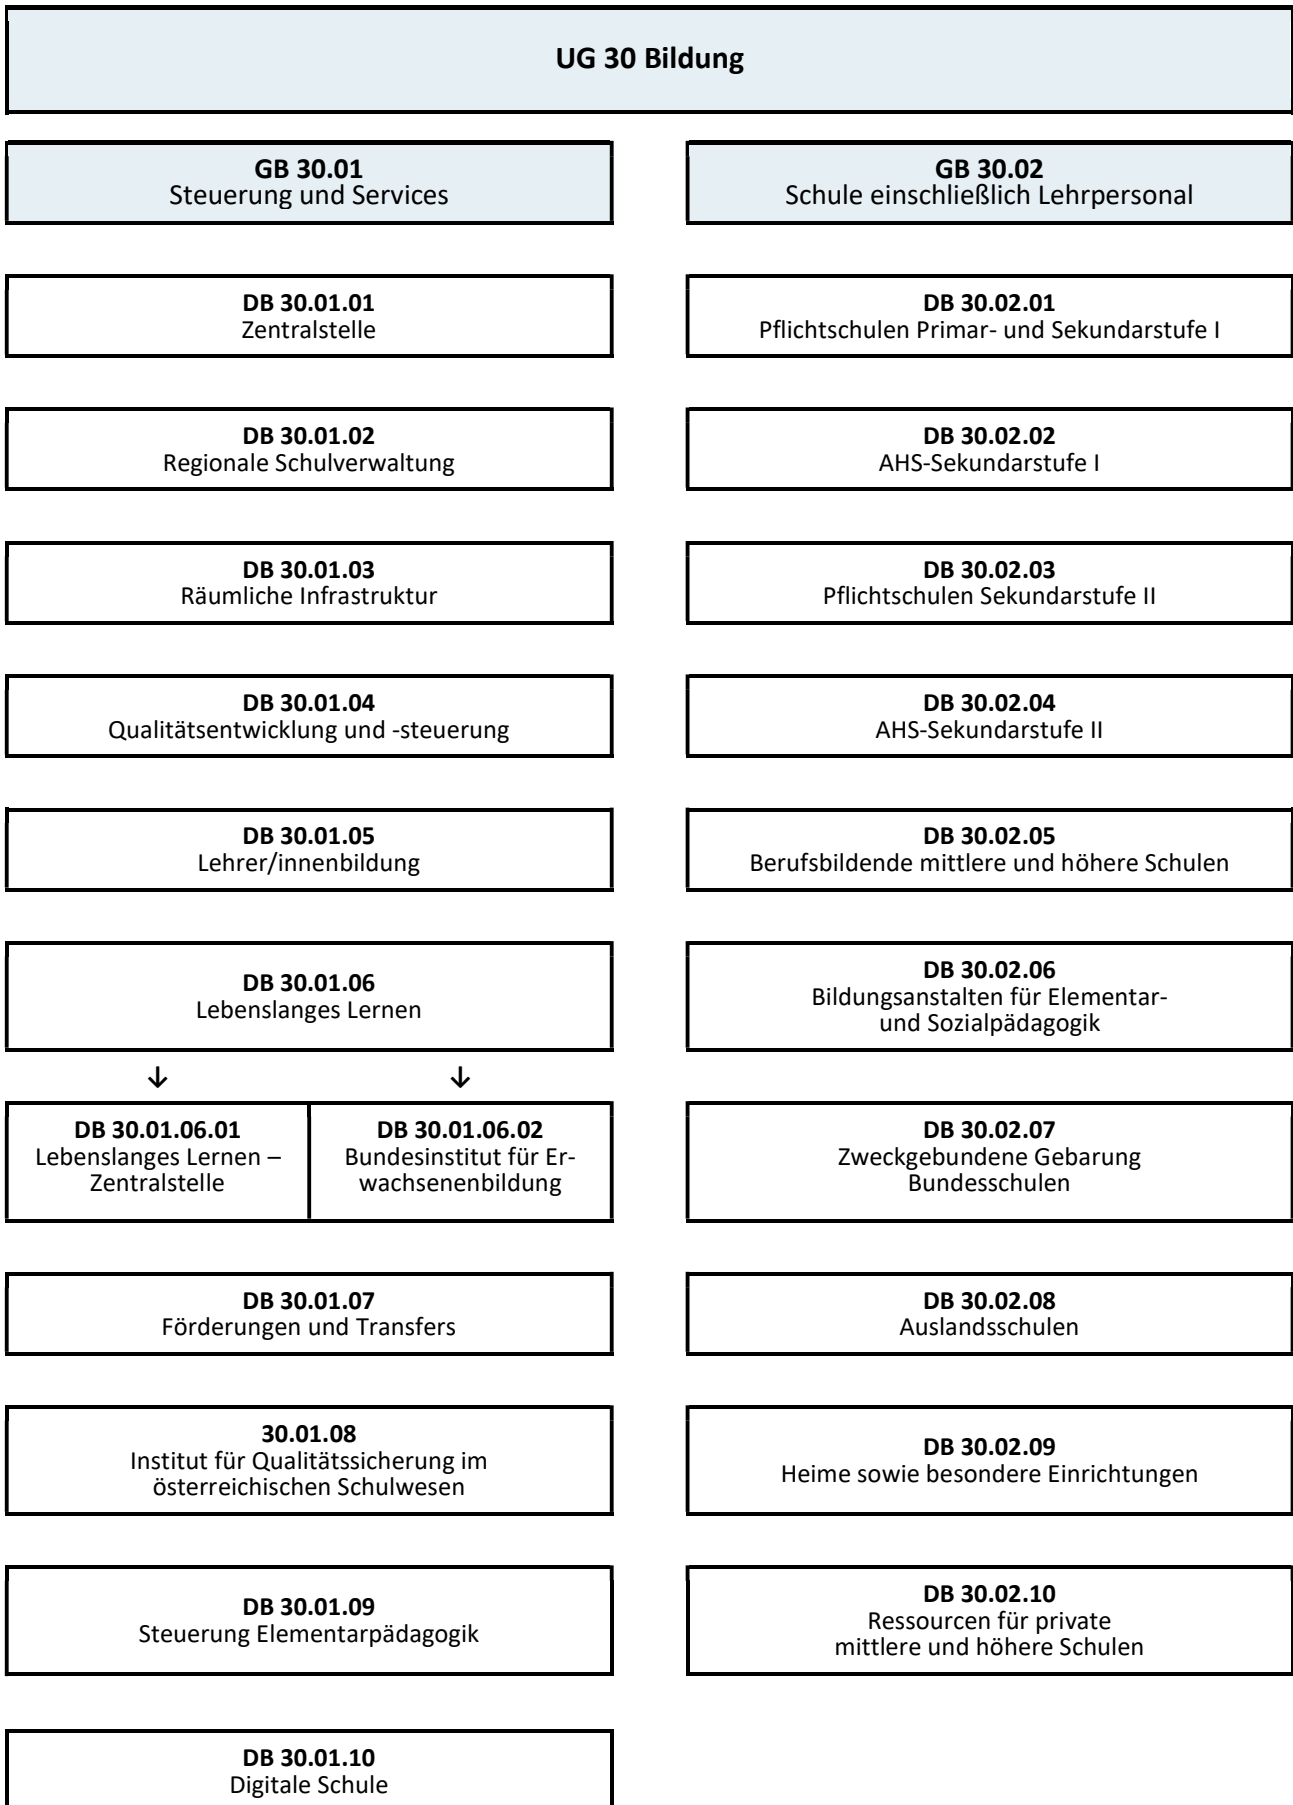 UG 30 Bildung
GB 30.01
Steuerung und Services
DB 30.01.01
Zentralstelle
DB 30.01.02
Regionale Schulverwaltung
DB 30.01.03
Räumliche Infrastruktur
DB 30.01.04
Qualitätsentwicklung und -steuerung
DB 30.01.05
Lehrer/innenbildung
DB 30.01.06
Lebenslanges Lernen
↓ ↓
DB 30.01.06.01
Lebenslanges Lernen –
Zentralstelle
DB 30.01.06.02
Bundesinstitut für Er-
wachsenenbildung
DB 30.01.07
Förderungen und Transfers
30.01.08
Institut für Qualitätssicherung im
österreichischen Schulwesen
DB 30.01.09
Steuerung Elementarpädagogik
DB 30.01.10
Digitale Schule
GB 30.02
Schule einschließlich Lehrpersonal
DB 30.02.01
Pflichtschulen Primar- und Sekundarstufe I
DB 30.02.02
AHS-Sekundarstufe I
DB 30.02.03
Pflichtschulen Sekundarstufe II
DB 30.02.04
AHS-Sekundarstufe II
DB 30.02.05
Berufsbildende mittlere und höhere Schulen
DB 30.02.06
Bildungsanstalten für Elementar-
und Sozialpädagogik
DB 30.02.07
Zweckgebundene Gebarung
Bundesschulen
DB 30.02.08
Auslandsschulen
DB 30.02.09
Heime sowie besondere Einrichtungen
DB 30.02.10
Ressourcen für private
mittlere und höhere Schulen